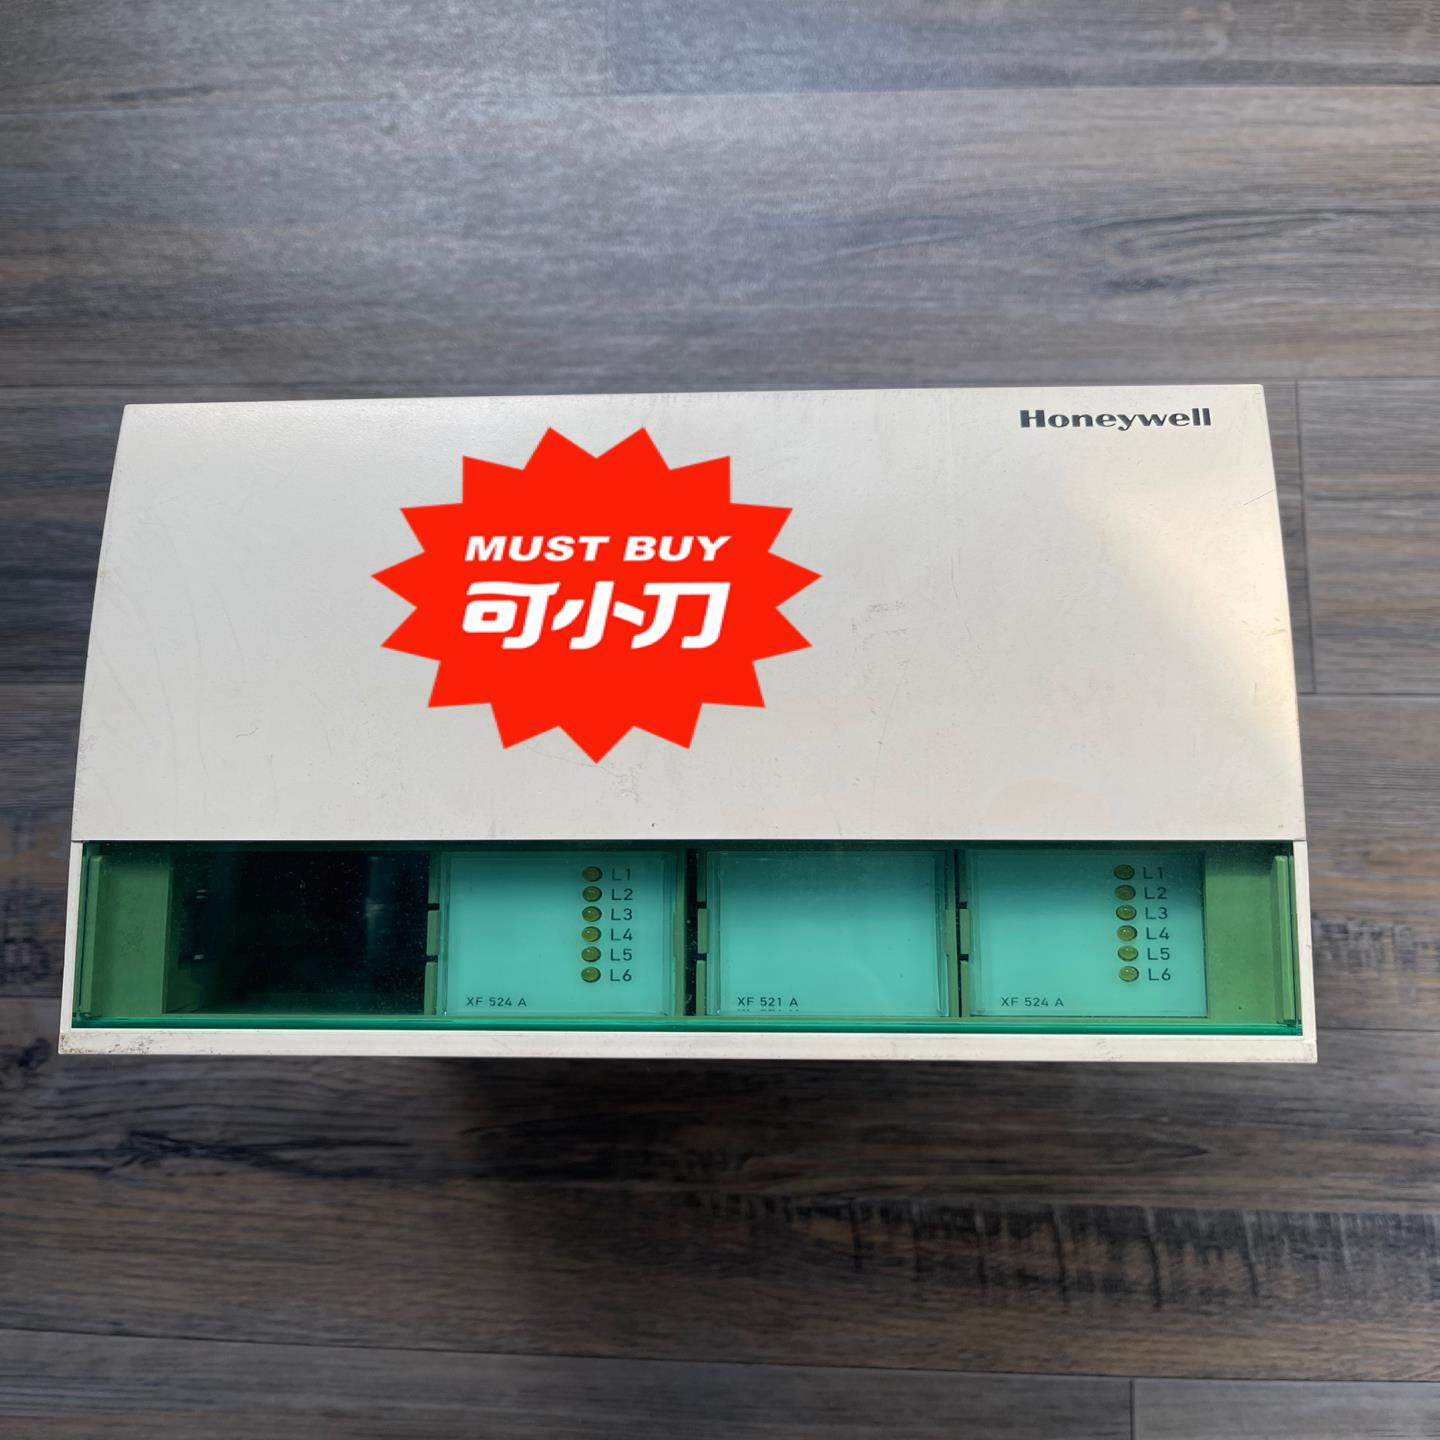 Honeywell
MUST BUY
可小刀
L1
L2
L3
L4
L5
L6
XF 524 A
XF 521 A
L1
L2
L3
L4
L5
L6
XF 524 A